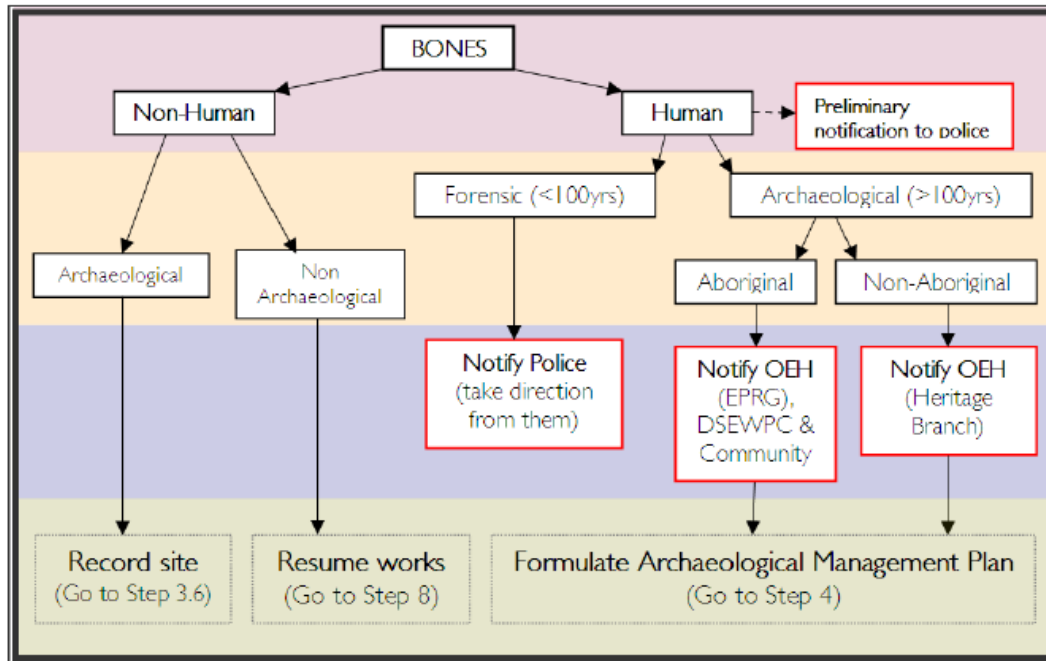 BONES
Non-Human
Human
Preliminary
notification to police
Forensic (<100yrs)
Archaeological (>100yrs)
Archaeological
Non
Archaeological
Aboriginal
Non-Aboriginal
Notify Police
(take direction
from them)
Notify OEH
(EPRG),
DSEWPC &
Community
Notify OEH
(Heritage
Branch)
Record site
(Go to Step 3.6)
Resume works
(Go to Step 8)
Formulate Archaeological Management Plan
(Go to Step 4)